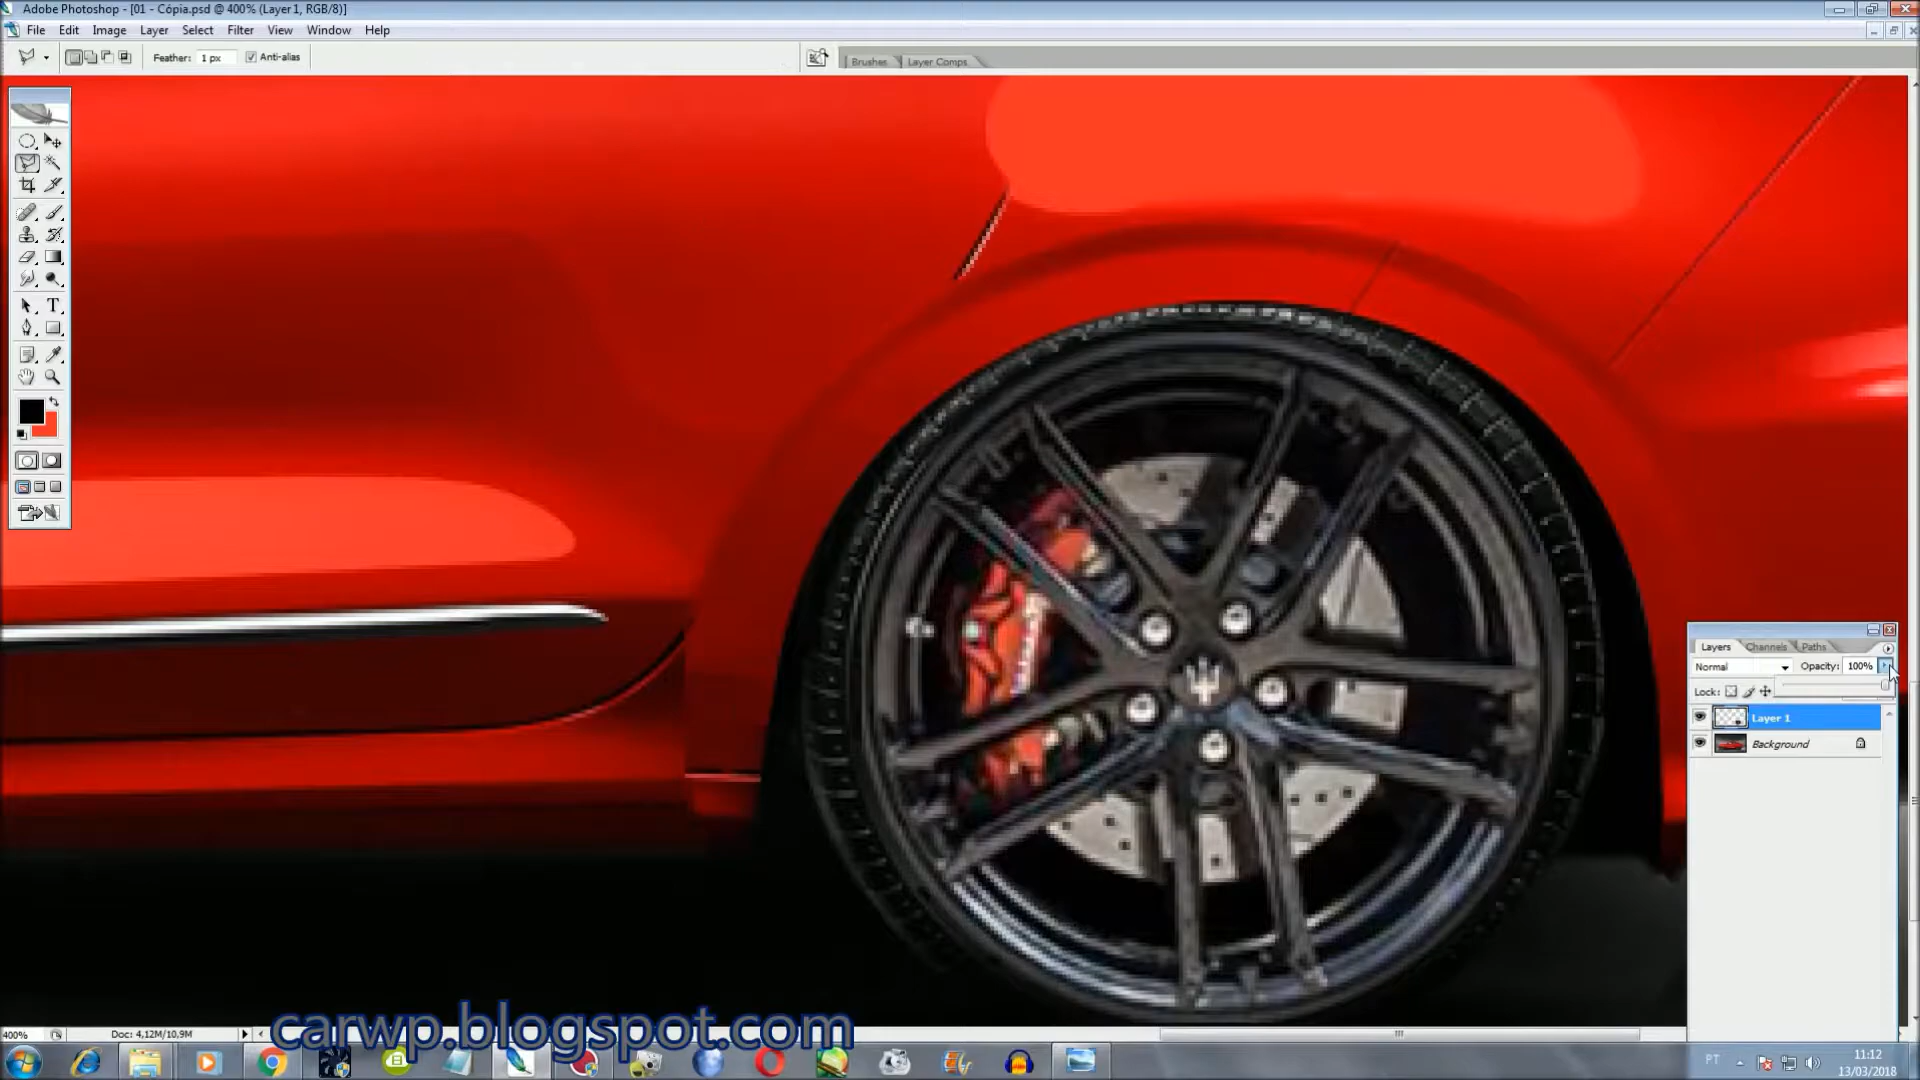 Adobe Photoshop - [01 - Cópia.psd @ 400% (Layer 1, RGB/8)]
File Edit Image Layer Select Filter View Window Help
Feather: 1 px Anti-alias
Brushes Layer Comps
Layers Channels Paths
Normal Opacity: 100%
Lock:
Layer 1
Background
400% Doc: 4,12M/10,9M
carwp.blogspot.com
PT 11:12
13/03/2018